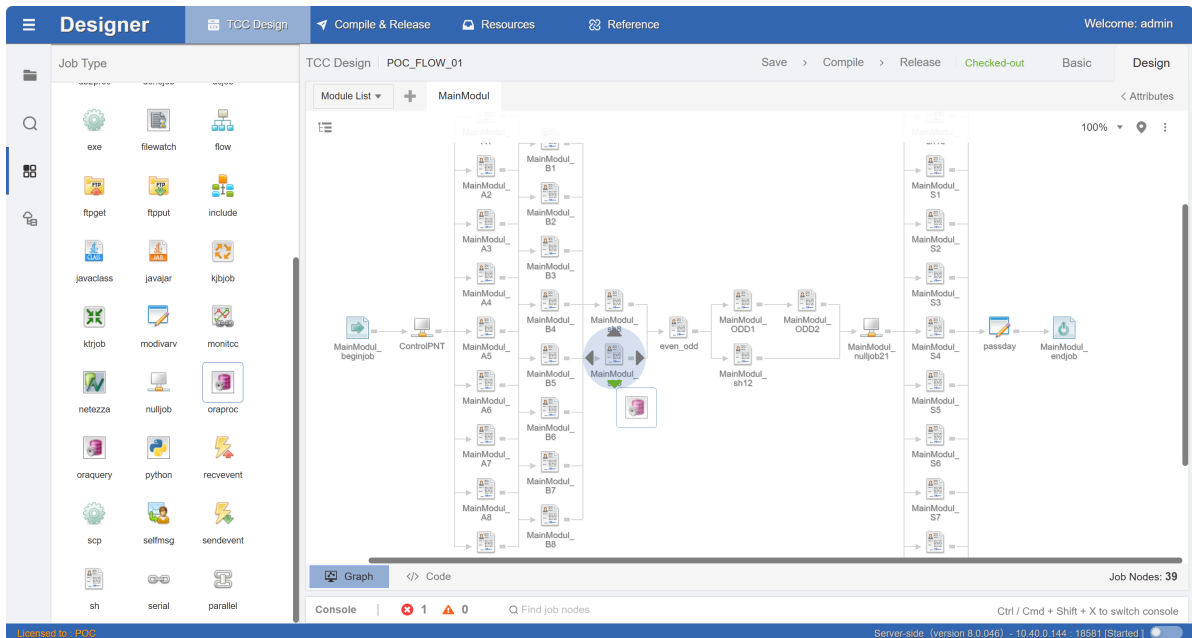 Designer
TCC Design
Compile & Release
Resources
Reference
Welcome: admin
Job Type
TCC Design
POC_FLOW_01
Save > Compile > Release
Checked-out
Basic
Design
Module List
MainModul
< Attributes
100%
exe
filewatch
flow
ftpget
ftpput
include
javaclass
javajar
kjbjob
ktrjob
modivarv
monitcc
netezza
nulljob
oraproc
oraquery
python
recvevent
scp
selfmsg
sendevent
sh
serial
parallel
MainModul_
beginjob
ControlPNT
MainModul_
A2
MainModul_
A3
MainModul_
A4
MainModul_
A5
MainModul_
A6
MainModul_
A7
MainModul_
A8
MainModul_
B1
MainModul_
B2
MainModul_
B3
MainModul_
B4
MainModul_
B5
MainModul_
B6
MainModul_
B7
MainModul_
B8
MainModul_
MainModul_
even_odd
MainModul_
ODD1
MainModul_
ODD2
MainModul_
sh12
MainModul_
nulljob21
MainModul_
S1
MainModul_
S2
MainModul_
S3
MainModul_
S4
MainModul_
S5
MainModul_
S6
MainModul_
S7
passday
MainModul_
endjob
Graph
</> Code
Job Nodes: 39
Console
1
0
Find job nodes
Ctrl / Cmd + Shift + X to switch console
Licensed to : POC
Server-side (version 8.0.046) - 10.40.0.144 : 18581 [Started ]